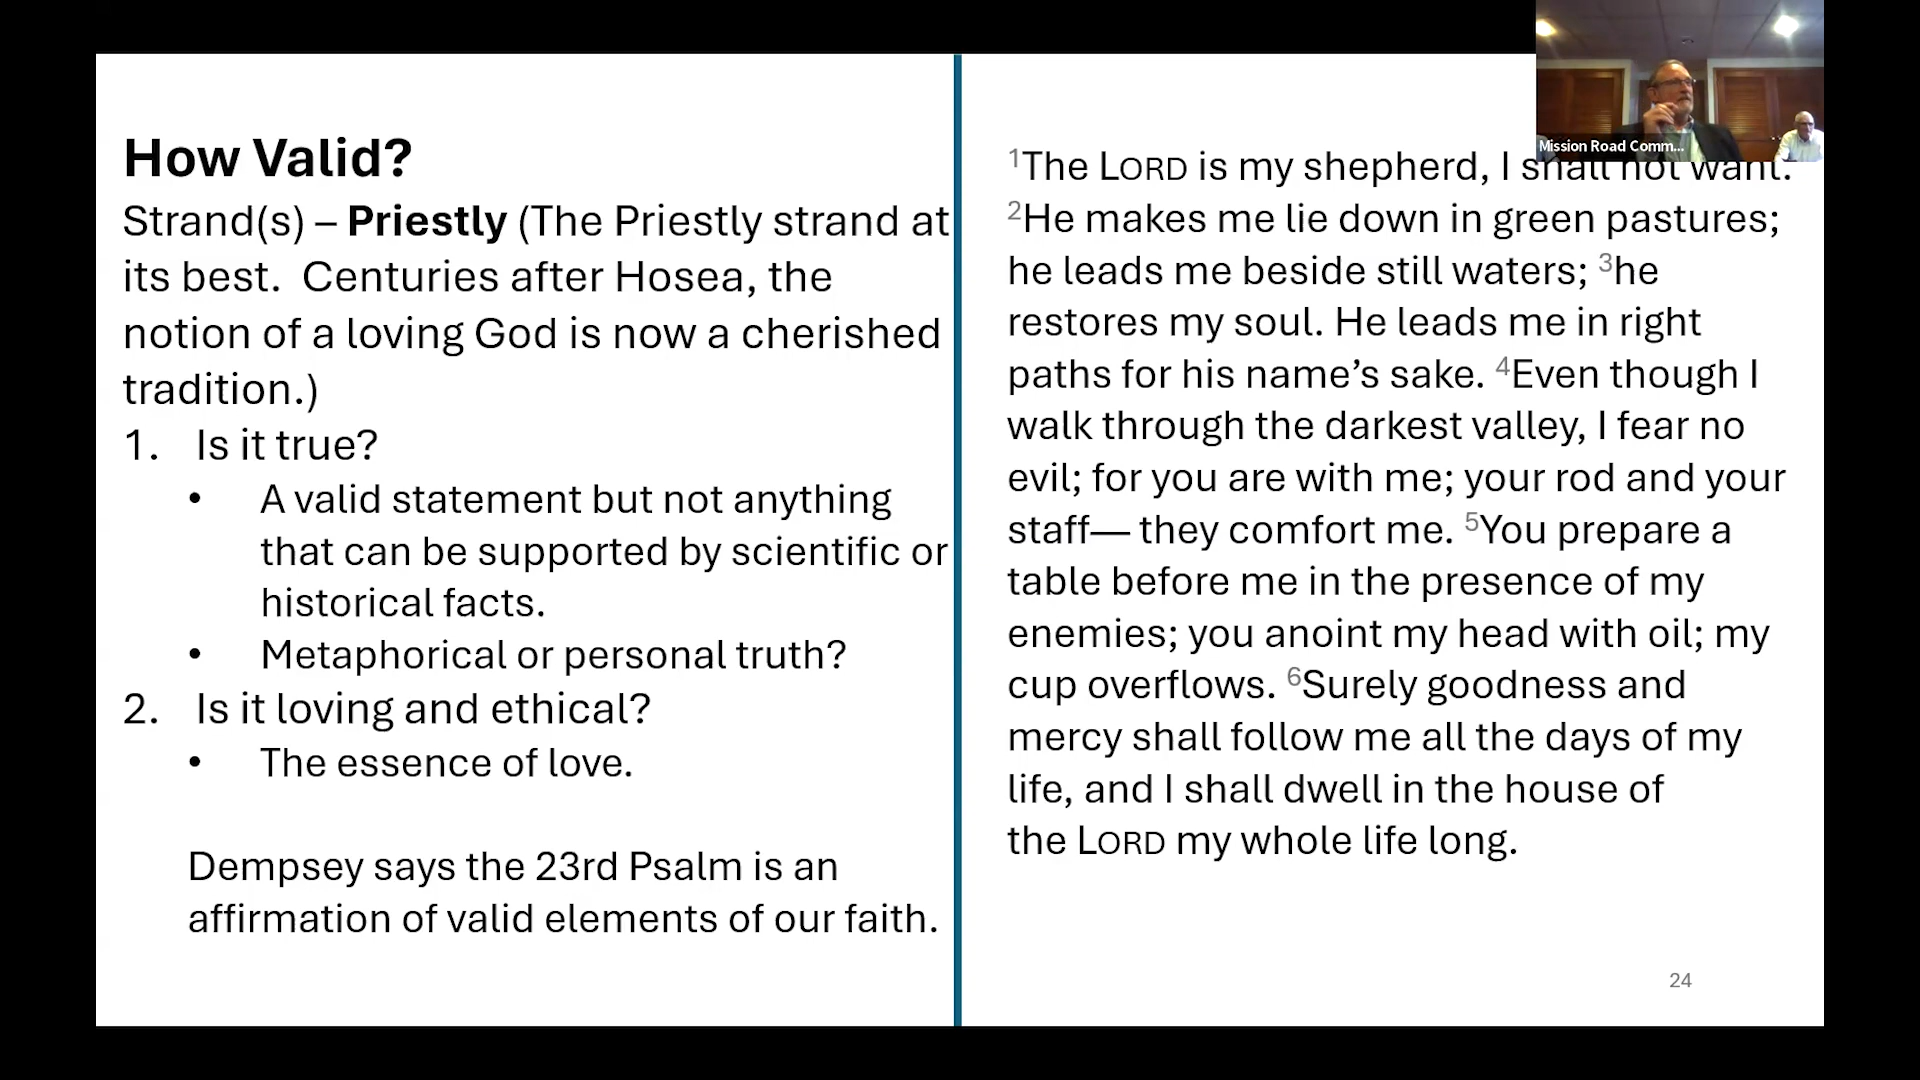 How Valid?
Strand(s) – Priestly (The Priestly strand at
its best.  Centuries after Hosea, the
notion of a loving God is now a cherished
tradition.)
1. Is it true?
• A valid statement but not anything
that can be supported by scientific or
historical facts.
• Metaphorical or personal truth?
2. Is it loving and ethical?
• The essence of love.
Dempsey says the 23rd Psalm is an
affirmation of valid elements of our faith.
Mission Road Comm...
1The LORD is my shepherd, I shall not want.
2He makes me lie down in green pastures;
he leads me beside still waters; 3he
restores my soul. He leads me in right
paths for his name’s sake. 4Even though I
walk through the darkest valley, I fear no
evil; for you are with me; your rod and your
staff— they comfort me. 5You prepare a
table before me in the presence of my
enemies; you anoint my head with oil; my
cup overflows. 6Surely goodness and
mercy shall follow me all the days of my
life, and I shall dwell in the house of
the LORD my whole life long.
24